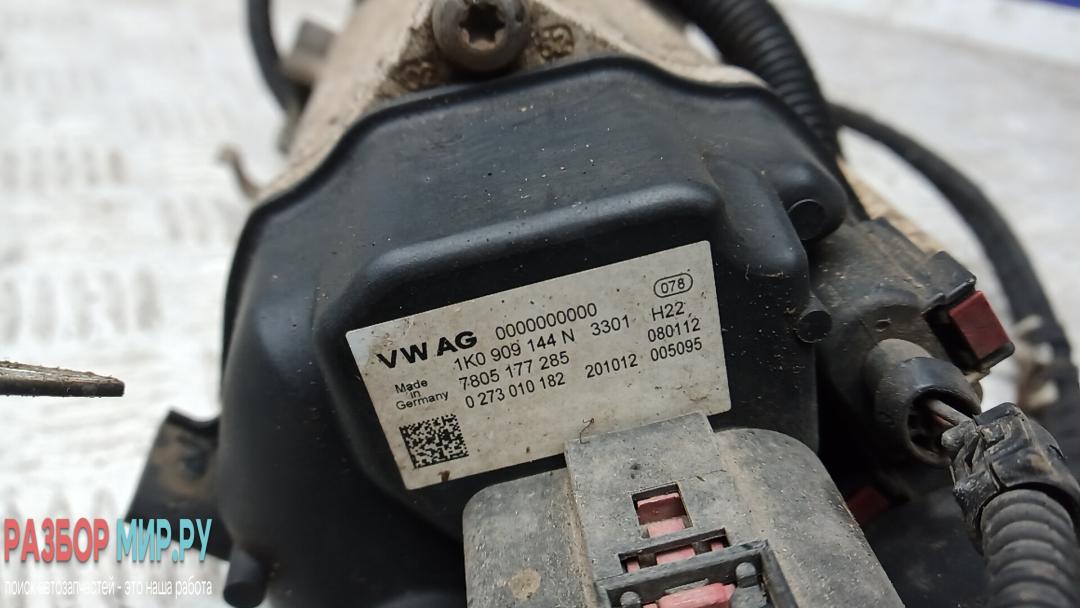 VW AG 0000000000 078
1K0 909 144 N 3301 H22
Made in Germany 7805 177 285 080112
0 273 010 182 201012 005095
РАЗБОР МИР.РУ
поиск автозапчастей - это наша работа